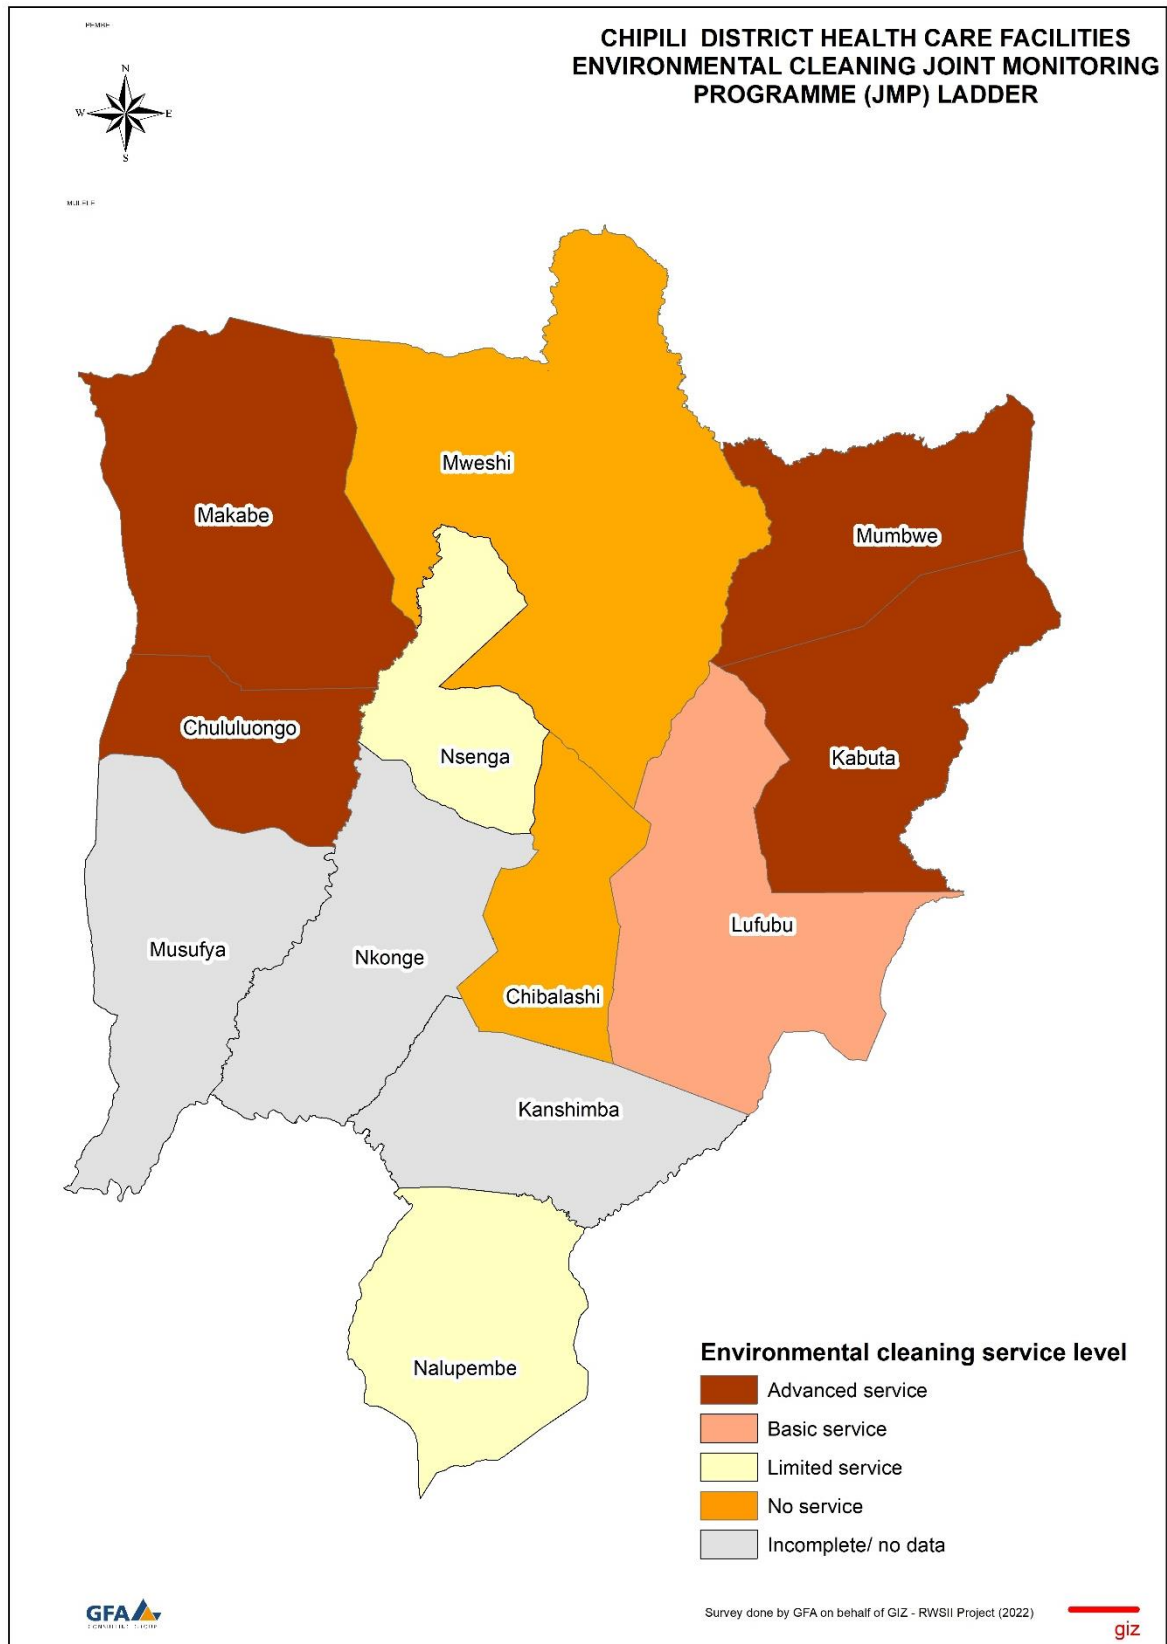 CHIPILI DISTRICT HEALTH CARE FACILITIES
ENVIRONMENTAL CLEANING JOINT MONITORING
PROGRAMME (JMP) LADDER
N
W
E
S
Mweshi
Makabe
Mumbwe
Chululuongo
Nsenga
Kabuta
Lufubu
Musufya
Nkonge
Chibalashi
Kanshimba
Nalupembe
Environmental cleaning service level
Advanced service
Basic service
Limited service
No service
Incomplete/ no data
GFA
CONSULTING GROUP
Survey done by GFA on behalf of GIZ - RWSII Project (2022)
giz